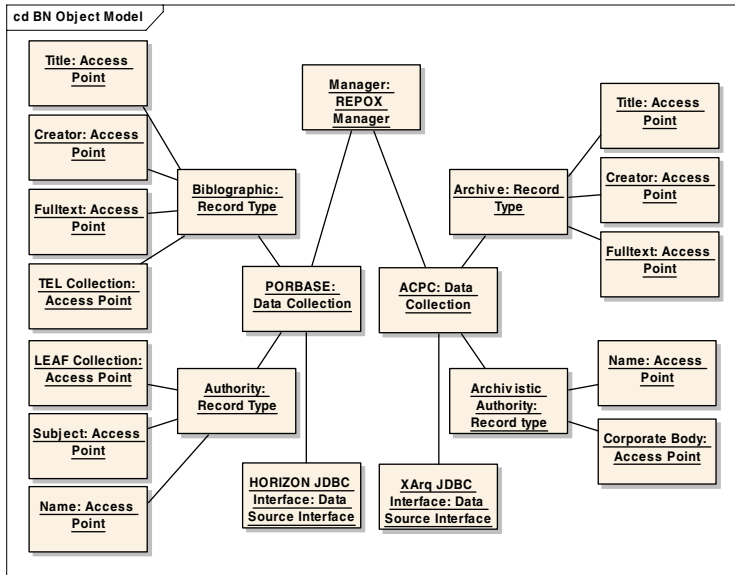 cd BN Object Model
Title: Access
Point
Creator: Access
Point
Fulltext: Access
Point
TEL Collection:
Access Point
LEAF Collection:
Access Point
Subject: Access
Point
Name: Access
Point
Biblographic:
Record Type
Authority:
Record Type
Manager:
REPOX
Manager
PORBASE:
Data Collection
ACPC: Data
Collection
HORIZON JDBC
Interface: Data
Source Interface
XArq JDBC
Interface: Data
Source Interface
Archive: Record
Type
Archivistic
Authority:
Record type
Title: Access
Point
Creator: Access
Point
Fulltext: Access
Point
Name: Access
Point
Corporate Body:
Access Point